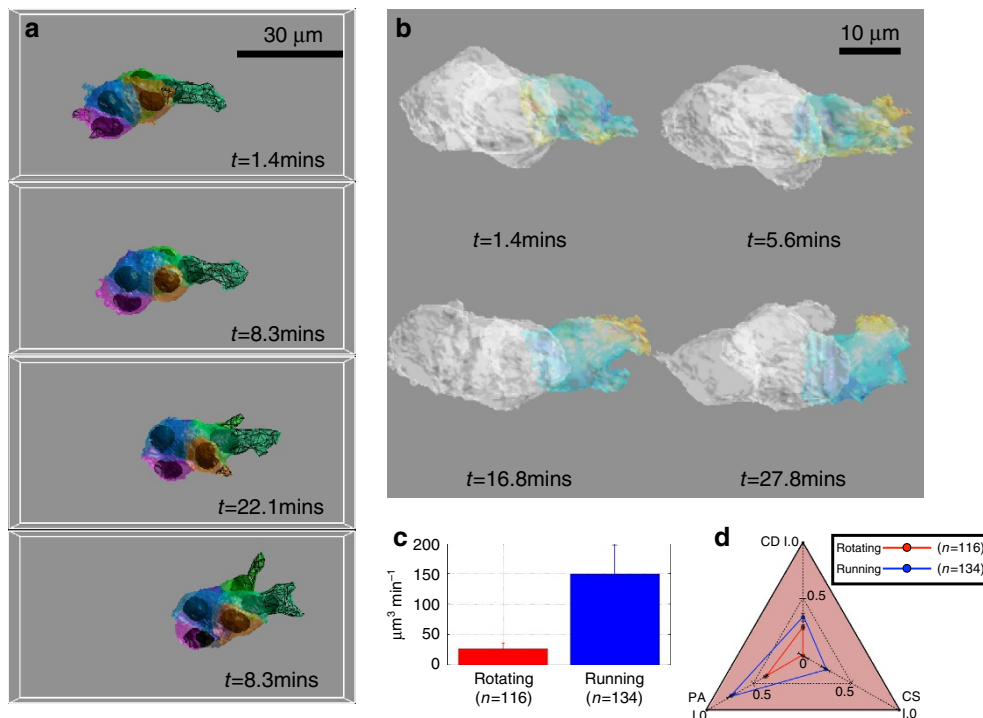 a
30 μm
t=1.4mins
t=8.3mins
t=22.1mins
t=8.3mins
b
10 μm
t=1.4mins
t=5.6mins
t=16.8mins
t=27.8mins
c
μm³ min⁻¹
200
150
100
50
0
Rotating
(n=116)
Running
(n=134)
d
CD 1.0
Rotating (n=116)
Running (n=134)
0.5
0
0.5
0.5
PA
1.0
CS
1.0